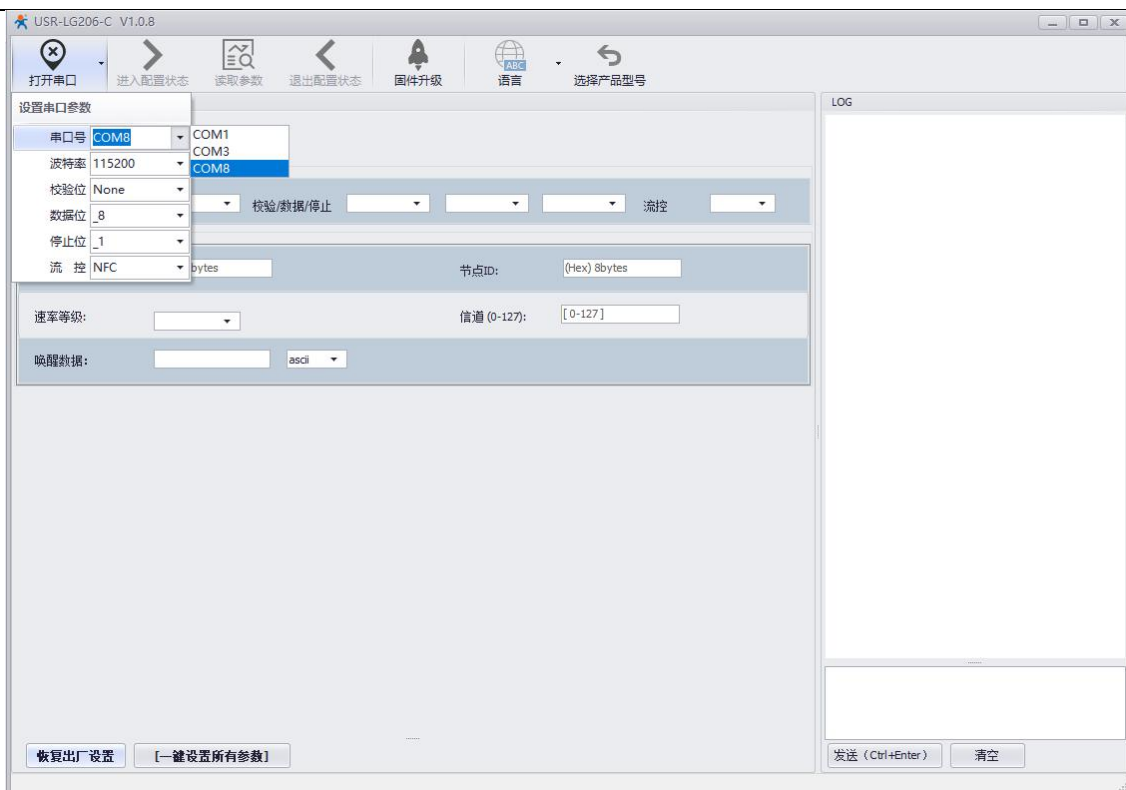 USR-LG206-C V1.0.8
打开串口 进入配置状态 读取参数 退出配置状态 固件升级 ABC 语言 选择产品型号
设置串口参数
LOG
串口号 COM8
COM1
COM3
COM8
波特率 115200
校验位 None
数据位 _8
停止位 _1
流 控 NFC
校验/数据/停止 流控
bytes 节点ID: (Hex) 8bytes
速率等级: 信道 (0-127): [ 0-127 ]
唤醒数据: ascii
恢复出厂设置 [一键设置所有参数] 发送 (Ctrl+Enter) 清空